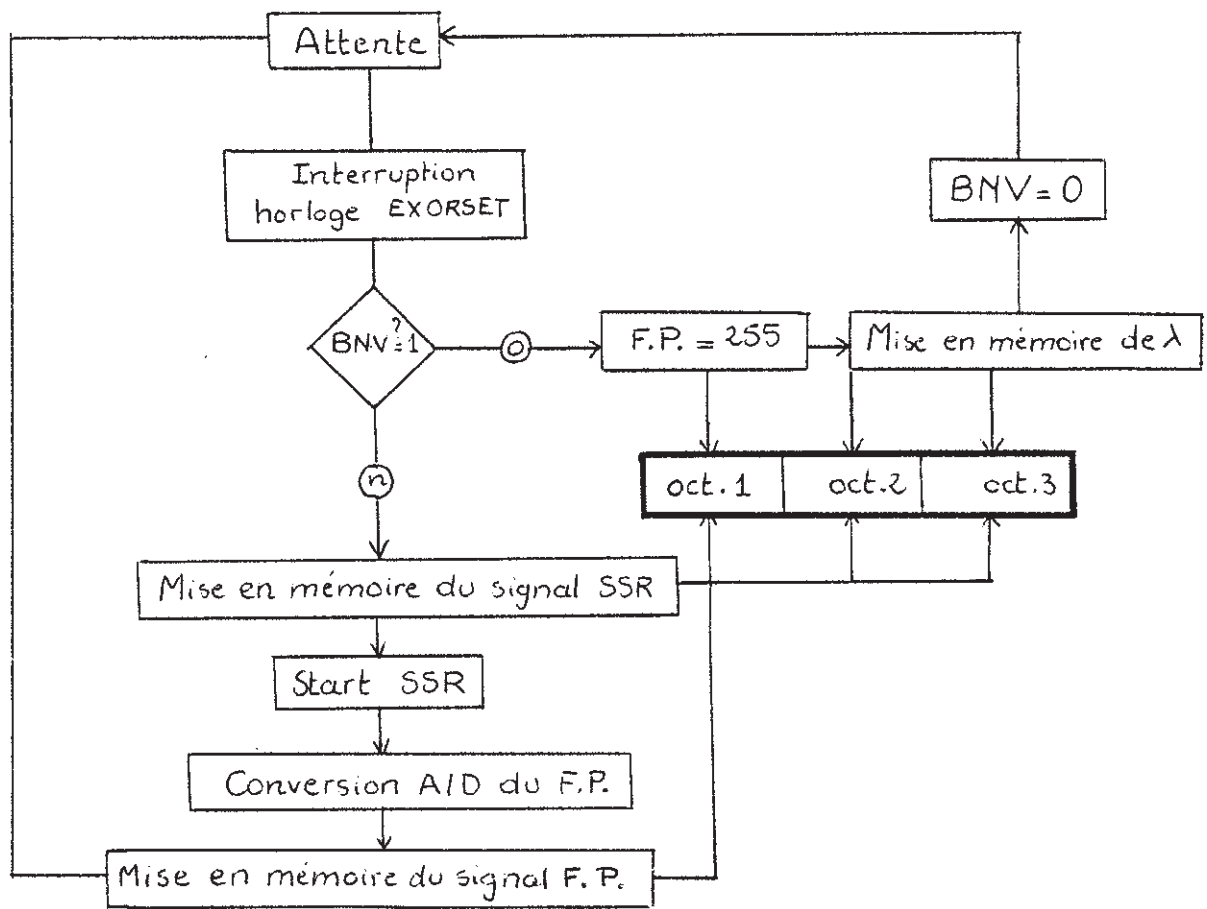 Attente
Interruption
horloge EXORSET
BNV = 0
BNV=1
?
o
F.P. = 255
Mise en mémoire de λ
n
oct.1
oct.2
oct.3
Mise en mémoire du signal SSR
Start SSR
Conversion A/D du F.P.
Mise en mémoire du signal F.P.